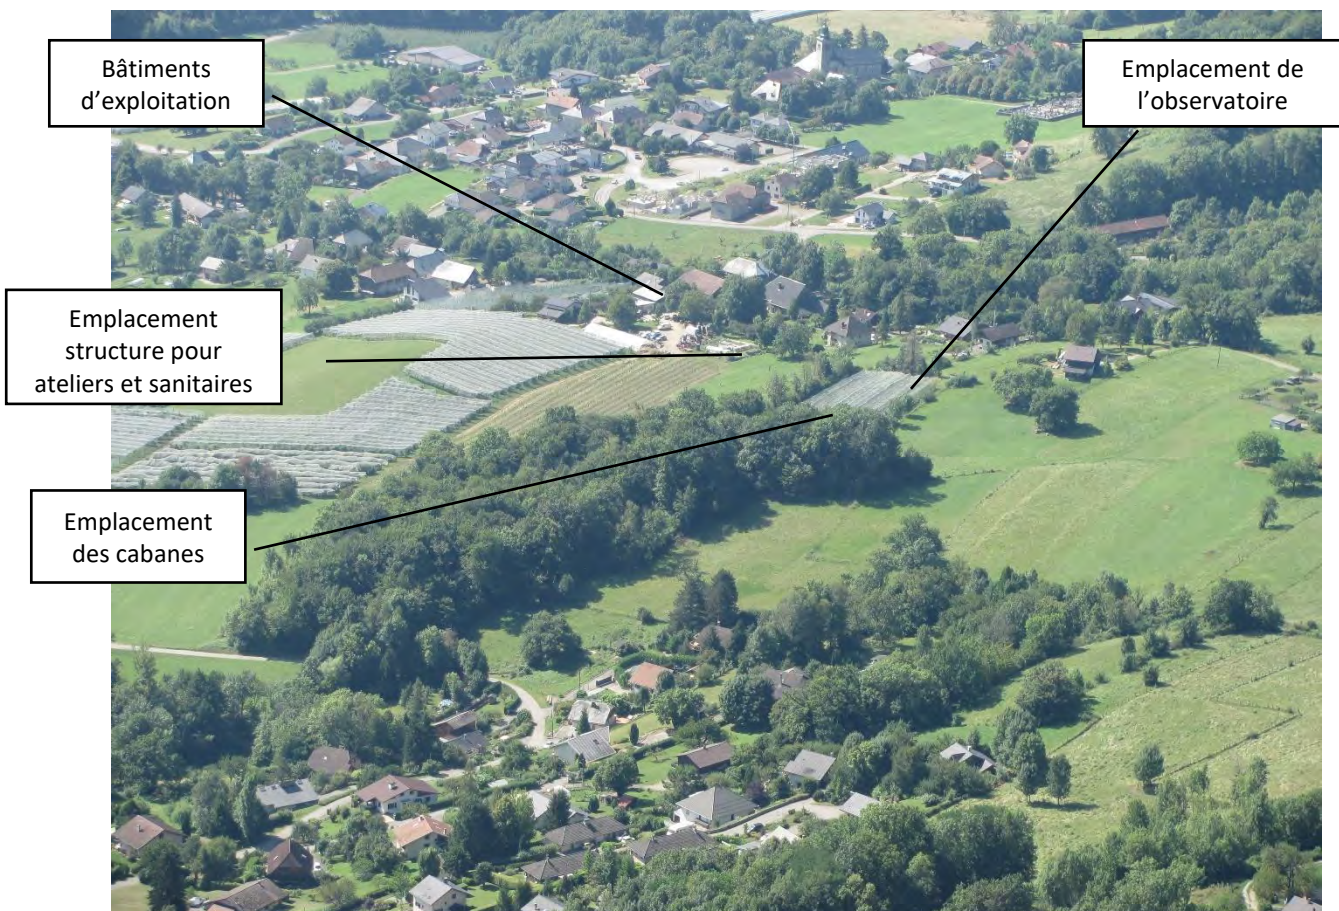 Bâtiments
d’exploitation
Emplacement de
l’observatoire
Emplacement
structure pour
ateliers et sanitaires
Emplacement
des cabanes